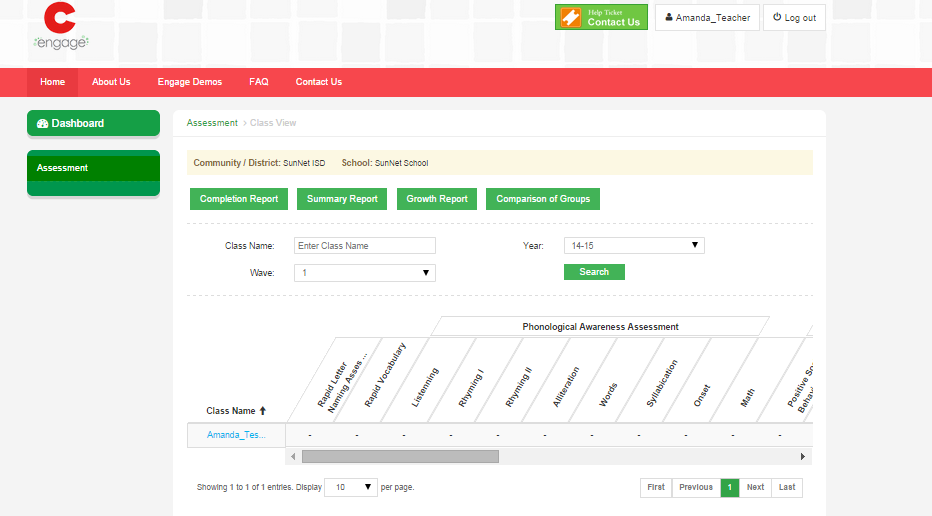 Help Ticket
Contact Us
Amanda_Teacher
Log out
engage
Home About Us Engage Demos FAQ Contact Us
Dashboard
Assessment
Assessment > Class View
Community / District: SunNet ISD School: SunNet School
Completion Report Summary Report Growth Report Comparison of Groups
Class Name: Enter Class Name Year: 14-15
Wave: 1 Search
Phonological Awareness Assessment
Class Name
Rapid Letter
Naming Asses ...
Rapid Vocabulary
Listenning
Rhyming I
Rhyming II
Alliteration
Words
Syllabication
Onset
Math
Positive So
Behav
Amanda_Tes... - - - - - - - - - - -
Showing 1 to 1 of 1 entries. Display 10 per page.
First Previous 1 Next Last